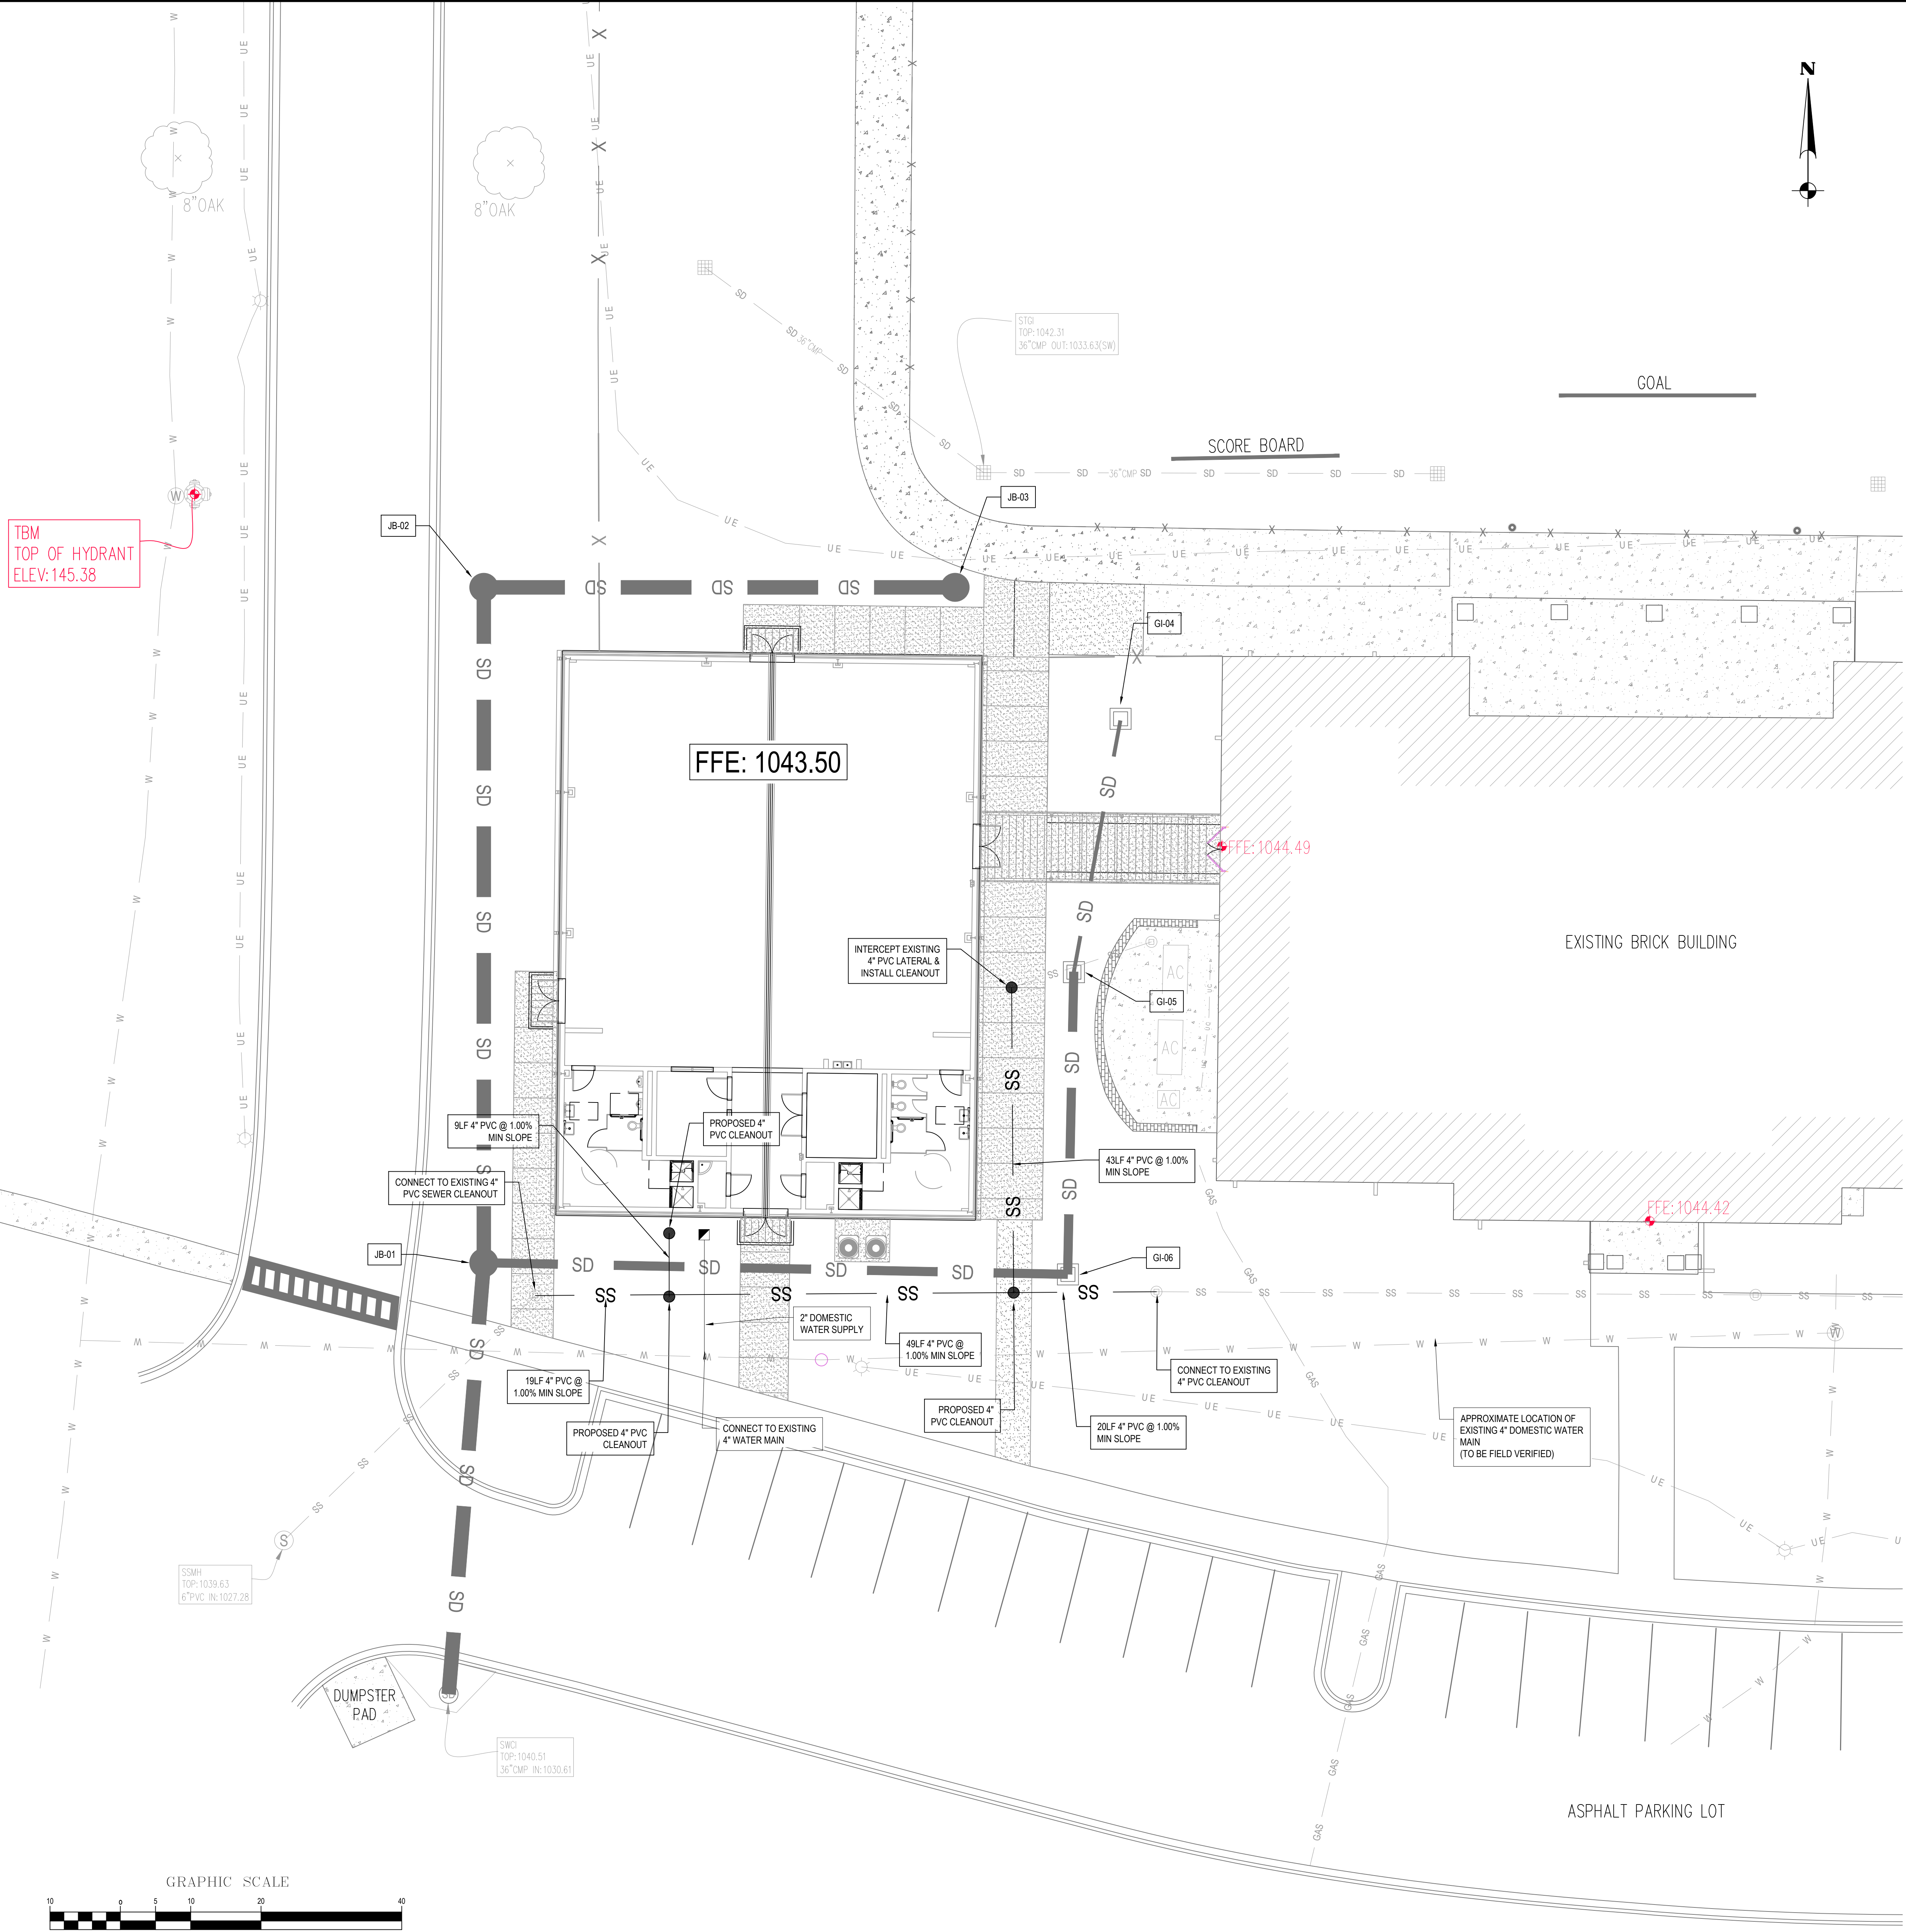 N
8"OAK
8"OAK
36"CMP
STCI
TOP:1042.31
36"CMP OUT:1033.63(SW)
GOAL
SCORE BOARD
36"CMP
JB-03
JB-02
TBM
TOP OF HYDRANT
ELEV:145.38
GI-04
FFE: 1043.50
FFE:1044.49
EXISTING BRICK BUILDING
INTERCEPT EXISTING
4" PVC LATERAL &
INSTALL CLEANOUT
AC
GI-05
AC
AC
9LF 4" PVC @ 1.00%
MIN SLOPE
PROPOSED 4"
PVC CLEANOUT
43LF 4" PVC @ 1.00%
MIN SLOPE
CONNECT TO EXISTING 4"
PVC SEWER CLEANOUT
FFE:1044.42
JB-01
GI-06
2" DOMESTIC
WATER SUPPLY
49LF 4" PVC @
1.00% MIN SLOPE
CONNECT TO EXISTING
4" PVC CLEANOUT
19LF 4" PVC @
1.00% MIN SLOPE
PROPOSED 4"
PVC CLEANOUT
20LF 4" PVC @ 1.00%
MIN SLOPE
APPROXIMATE LOCATION OF
EXISTING 4" DOMESTIC WATER
MAIN
(TO BE FIELD VERIFIED)
PROPOSED 4" PVC
CLEANOUT
CONNECT TO EXISTING
4" WATER MAIN
S
SSMH
TOP:1039.63
6"PVC IN:1027.28
DUMPSTER
PAD
SWCI
TOP:1040.51
36"CMP IN:1030.61
ASPHALT PARKING LOT
GRAPHIC SCALE
10 0 5 10 20 40